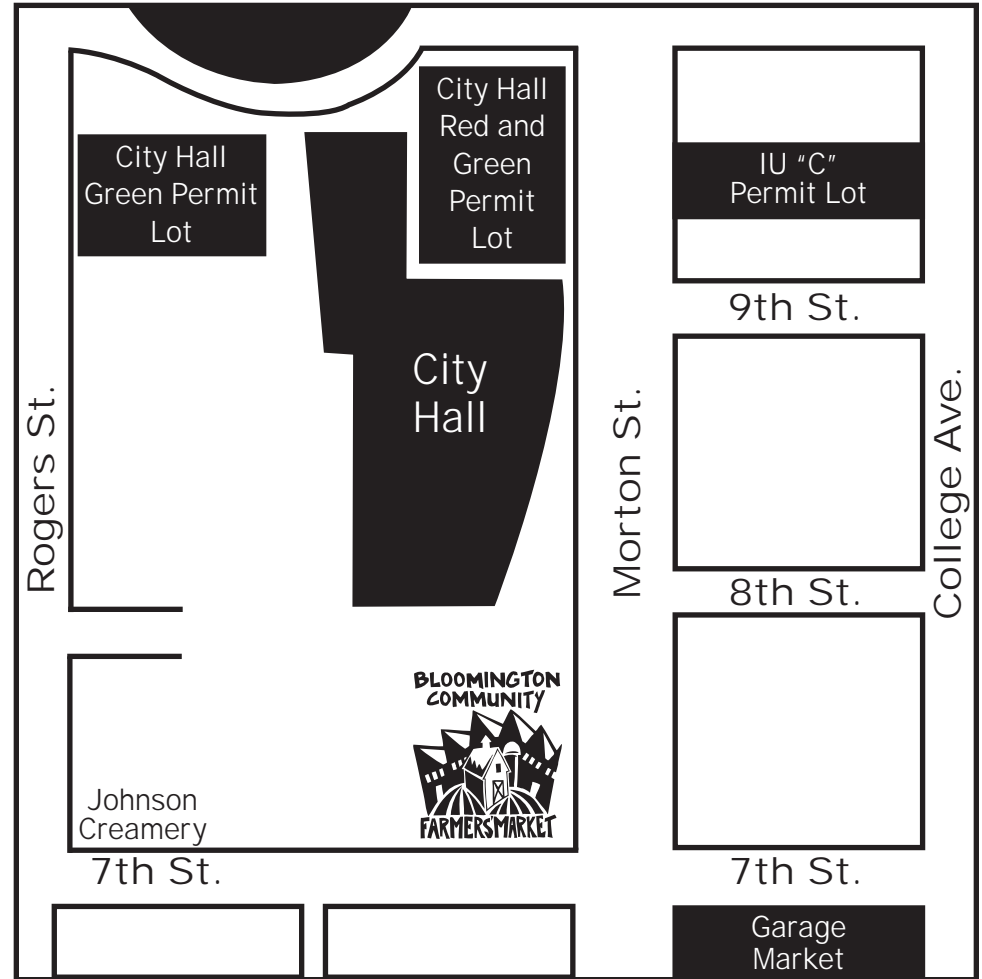 City Hall
Green Permit
Lot
City Hall
Red and
Green
Permit
Lot
IU "C"
Permit Lot
9th St.
City
Hall
Rogers St.
Morton St.
College Ave.
8th St.
BLOOMINGTON
COMMUNITY
FARMERS' MARKET
Johnson
Creamery
7th St.
7th St.
Garage
Market